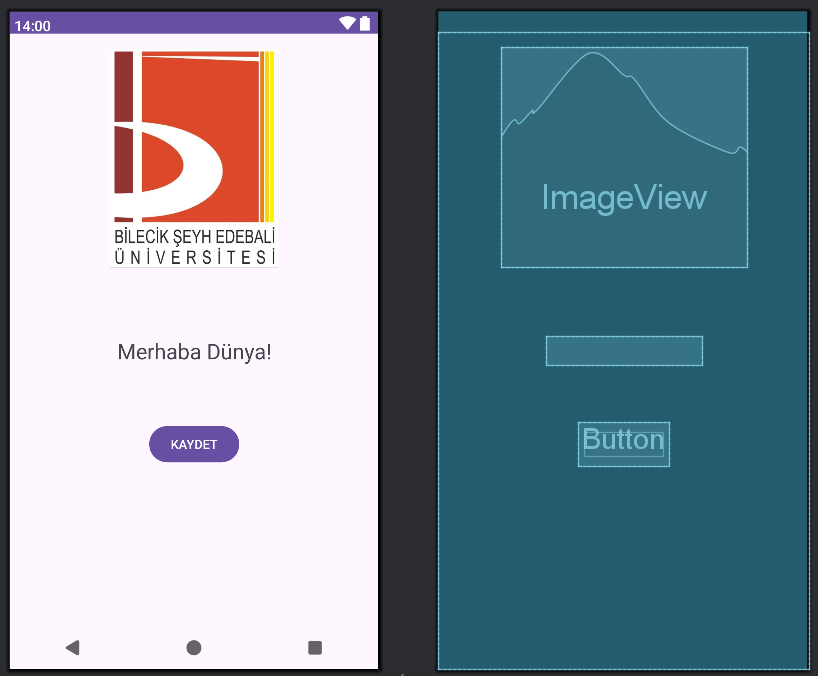 14:00
BİLECİK ŞEYH EDEBALİ
ÜNİVERSİTESİ
Merhaba Dünya!
KAYDET
ImageView
Button